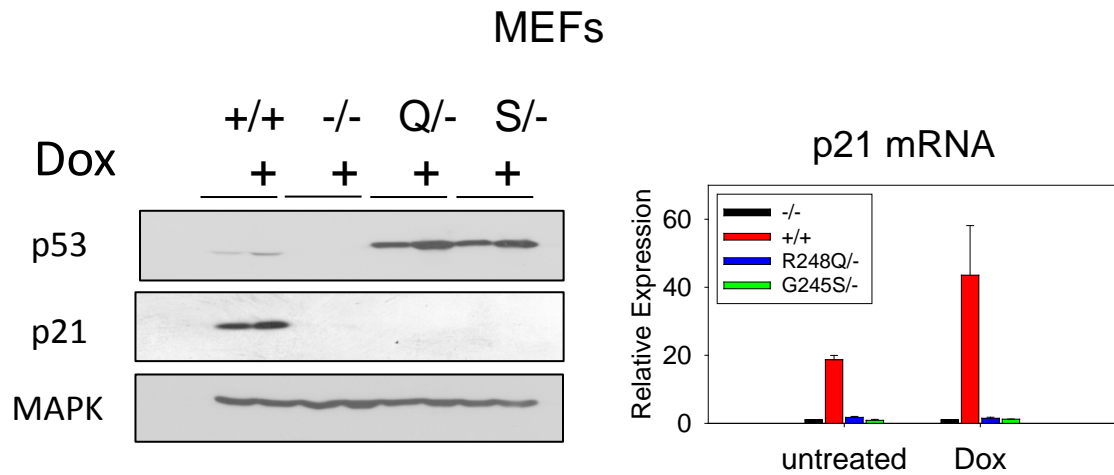 MEFs
+/+ -/- Q/- S/-
Dox + + + +
p53
p21
MAPK
p21 mRNA
Relative Expression
60
40
20
0
-/-
+/+
R248Q/-
G245S/-
untreated Dox